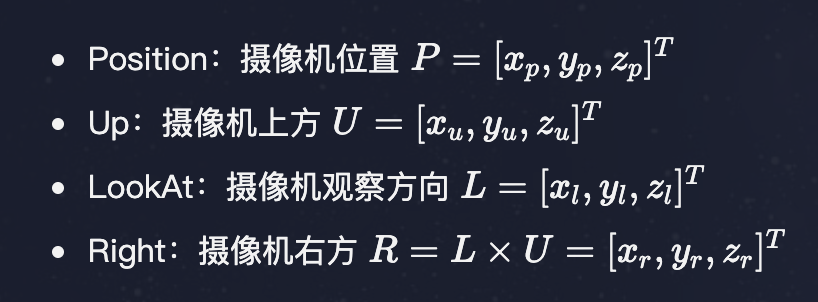 • Position：摄像机位置 P = [x_p, y_p, z_p]^T
• Up：摄像机上方 U = [x_u, y_u, z_u]^T
• LookAt：摄像机观察方向 L = [x_l, y_l, z_l]^T
• Right：摄像机右方 R = L × U = [x_r, y_r, z_r]^T